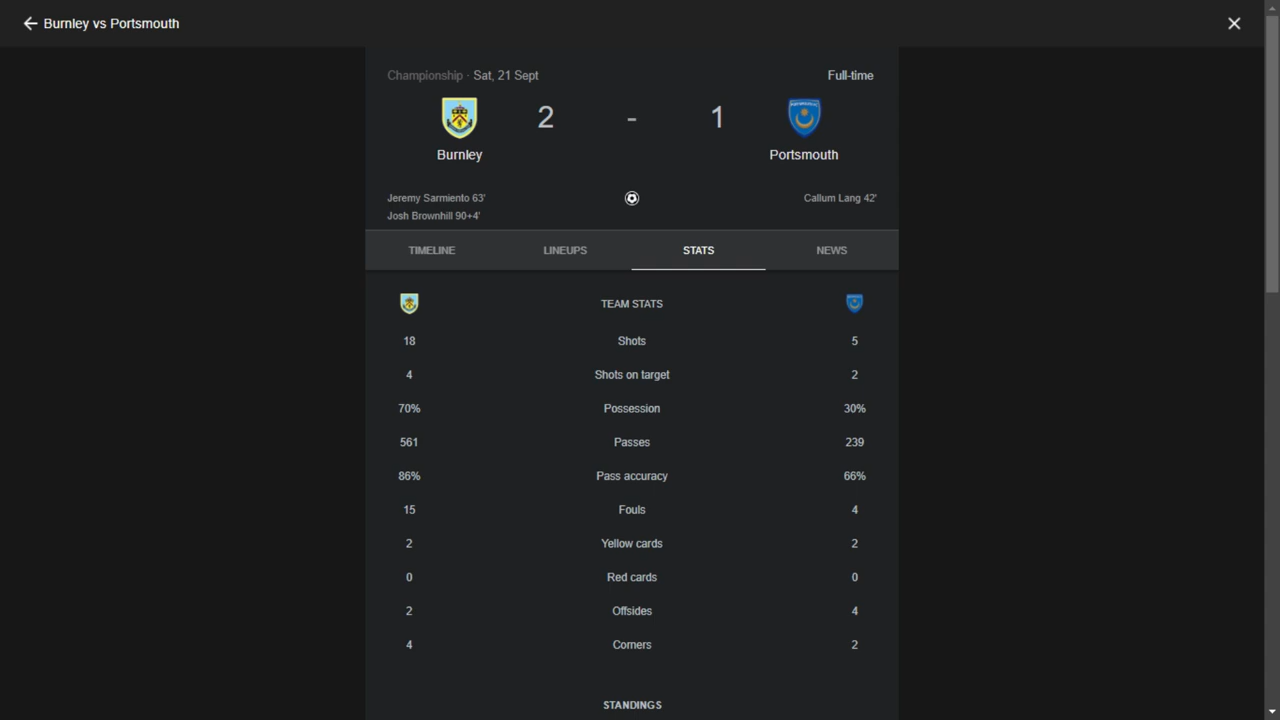 Burnley vs Portsmouth
Championship · Sat, 21 Sept Full-time
2 - 1
Burnley Portsmouth
Jeremy Sarmiento 63' Callum Lang 42'
Josh Brownhill 90+4'
TIMELINE LINEUPS STATS NEWS
TEAM STATS
18 Shots 5
4 Shots on target 2
70% Possession 30%
561 Passes 239
86% Pass accuracy 66%
15 Fouls 4
2 Yellow cards 2
0 Red cards 0
2 Offsides 4
4 Corners 2
STANDINGS